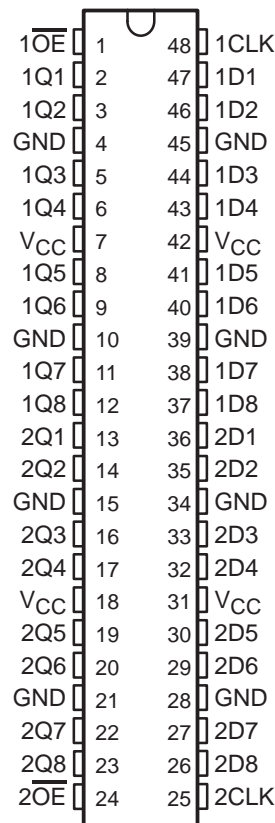 1O̅E̅ 1 48 1CLK
1Q1 2 47 1D1
1Q2 3 46 1D2
GND 4 45 GND
1Q3 5 44 1D3
1Q4 6 43 1D4
VCC 7 42 VCC
1Q5 8 41 1D5
1Q6 9 40 1D6
GND 10 39 GND
1Q7 11 38 1D7
1Q8 12 37 1D8
2Q1 13 36 2D1
2Q2 14 35 2D2
GND 15 34 GND
2Q3 16 33 2D3
2Q4 17 32 2D4
VCC 18 31 VCC
2Q5 19 30 2D5
2Q6 20 29 2D6
GND 21 28 GND
2Q7 22 27 2D7
2Q8 23 26 2D8
2O̅E̅ 24 25 2CLK